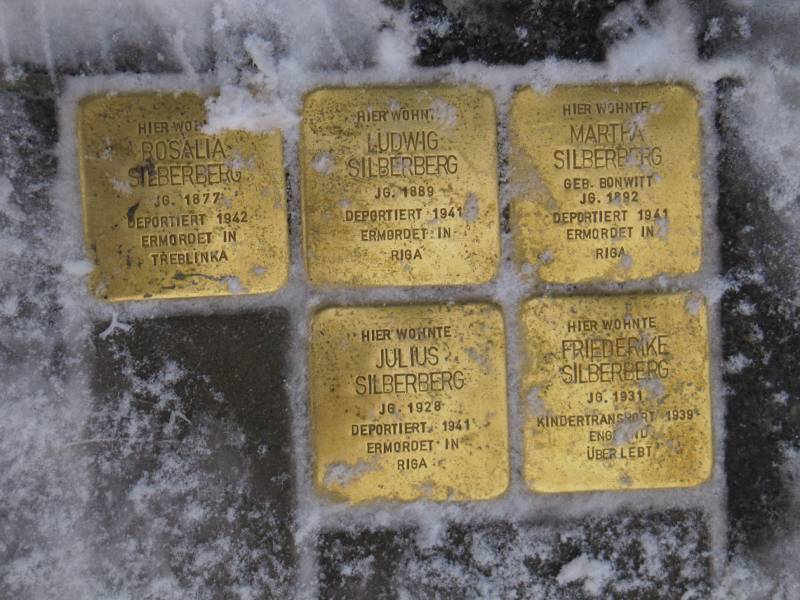 HIER WOHNTE
ROSALIA
SILBERBERG
JG. 1877
DEPORTIERT 1942
ERMORDET IN
TREBLINKA
HIER WOHNTE
LUDWIG
SILBERBERG
JG. 1889
DEPORTIERT 1941
ERMORDET IN
RIGA
HIER WOHNTE
MARTHA
SILBERBERG
GEB. BONWITT
JG. 1892
DEPORTIERT 1941
ERMORDET IN
RIGA
HIER WOHNTE
JULIUS
SILBERBERG
JG. 1928
DEPORTIERT 1941
ERMORDET IN
RIGA
HIER WOHNTE
FRIEDERIKE
SILBERBERG
JG. 1931
KINDERTRANSPORT 1939
ENGLAND
ÜBERLEBT